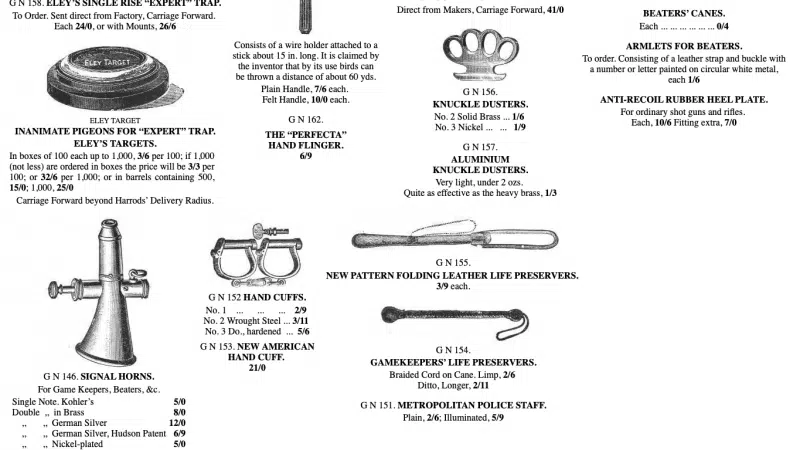 G N 158. ELEY'S SINGLE RISE "EXPERT" TRAP.
To Order. Sent direct from Factory, Carriage Forward.
Each 24/0, or with Mounts, 26/6
ELEY TARGET
ELEY TARGET
INANIMATE PIGEONS FOR "EXPERT" TRAP.
ELEY'S TARGETS.
In boxes of 100 each up to 1,000, 3/6 per 100; if 1,000
(not less) are ordered in boxes the price will be 3/3 per
100; or 32/6 per 1,000; or in barrels containing 500,
15/0; 1,000, 25/0
Carriage Forward beyond Harrods' Delivery Radius.
G N 146. SIGNAL HORNS.
For Game Keepers, Beaters, &c.
Single Note. Kohler's 5/0
Double ,, in Brass 8/0
,, ,, German Silver 12/0
,, ,, German Silver, Hudson Patent 6/9
,, ,, Nickel-plated 5/0
Consists of a wire holder attached to a
stick about 15 in. long. It is claimed by
the inventor that by its use birds can
be thrown a distance of about 60 yds.
Plain Handle, 7/6 each.
Felt Handle, 10/0 each.
G N 162.
THE "PERFECTA"
HAND FLINGER.
6/9
G N 152 HAND CUFFS.
No. 1 ... ... ... 2/9
No. 2 Wrought Steel ... 3/11
No. 3 Do., hardened ... 5/6
G N 153. NEW AMERICAN
HAND CUFF.
21/0
Direct from Makers, Carriage Forward, 41/0
G N 156.
KNUCKLE DUSTERS.
No. 2 Solid Brass ... 1/6
No. 3 Nickel ... ... 1/9
G N 157.
ALUMINIUM
KNUCKLE DUSTERS.
Very light, under 2 ozs.
Quite as effective as the heavy brass, 1/3
G N 155.
NEW PATTERN FOLDING LEATHER LIFE PRESERVERS.
3/9 each.
G N 154.
GAMEKEEPERS' LIFE PRESERVERS.
Braided Cord on Cane. Limp, 2/6
Ditto, Longer, 2/11
G N 151. METROPOLITAN POLICE STAFF.
Plain, 2/6; Illuminated, 5/9
BEATERS' CANES.
Each ... ... ... ... ... 0/4
ARMLETS FOR BEATERS.
To order. Consisting of a leather strap and buckle with
a number or letter painted on circular white metal,
each 1/6
ANTI-RECOIL RUBBER HEEL PLATE.
For ordinary shot guns and rifles.
Each, 10/6 Fitting extra, 7/0